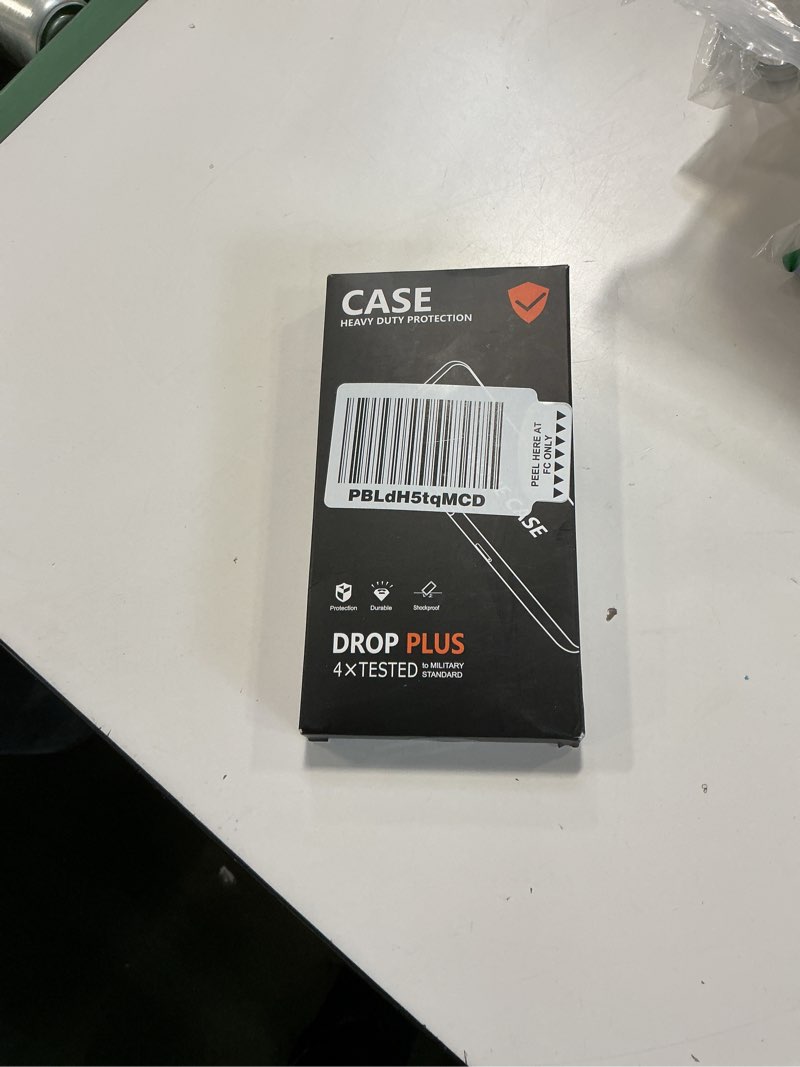 CASE
HEAVY DUTY PROTECTION
PBLdH5tqMCD
PEEL HERE AT
FC ONLY
CASE
Protection
Durable
Shockproof
DROP PLUS
4×TESTED to MILITARY
STANDARD